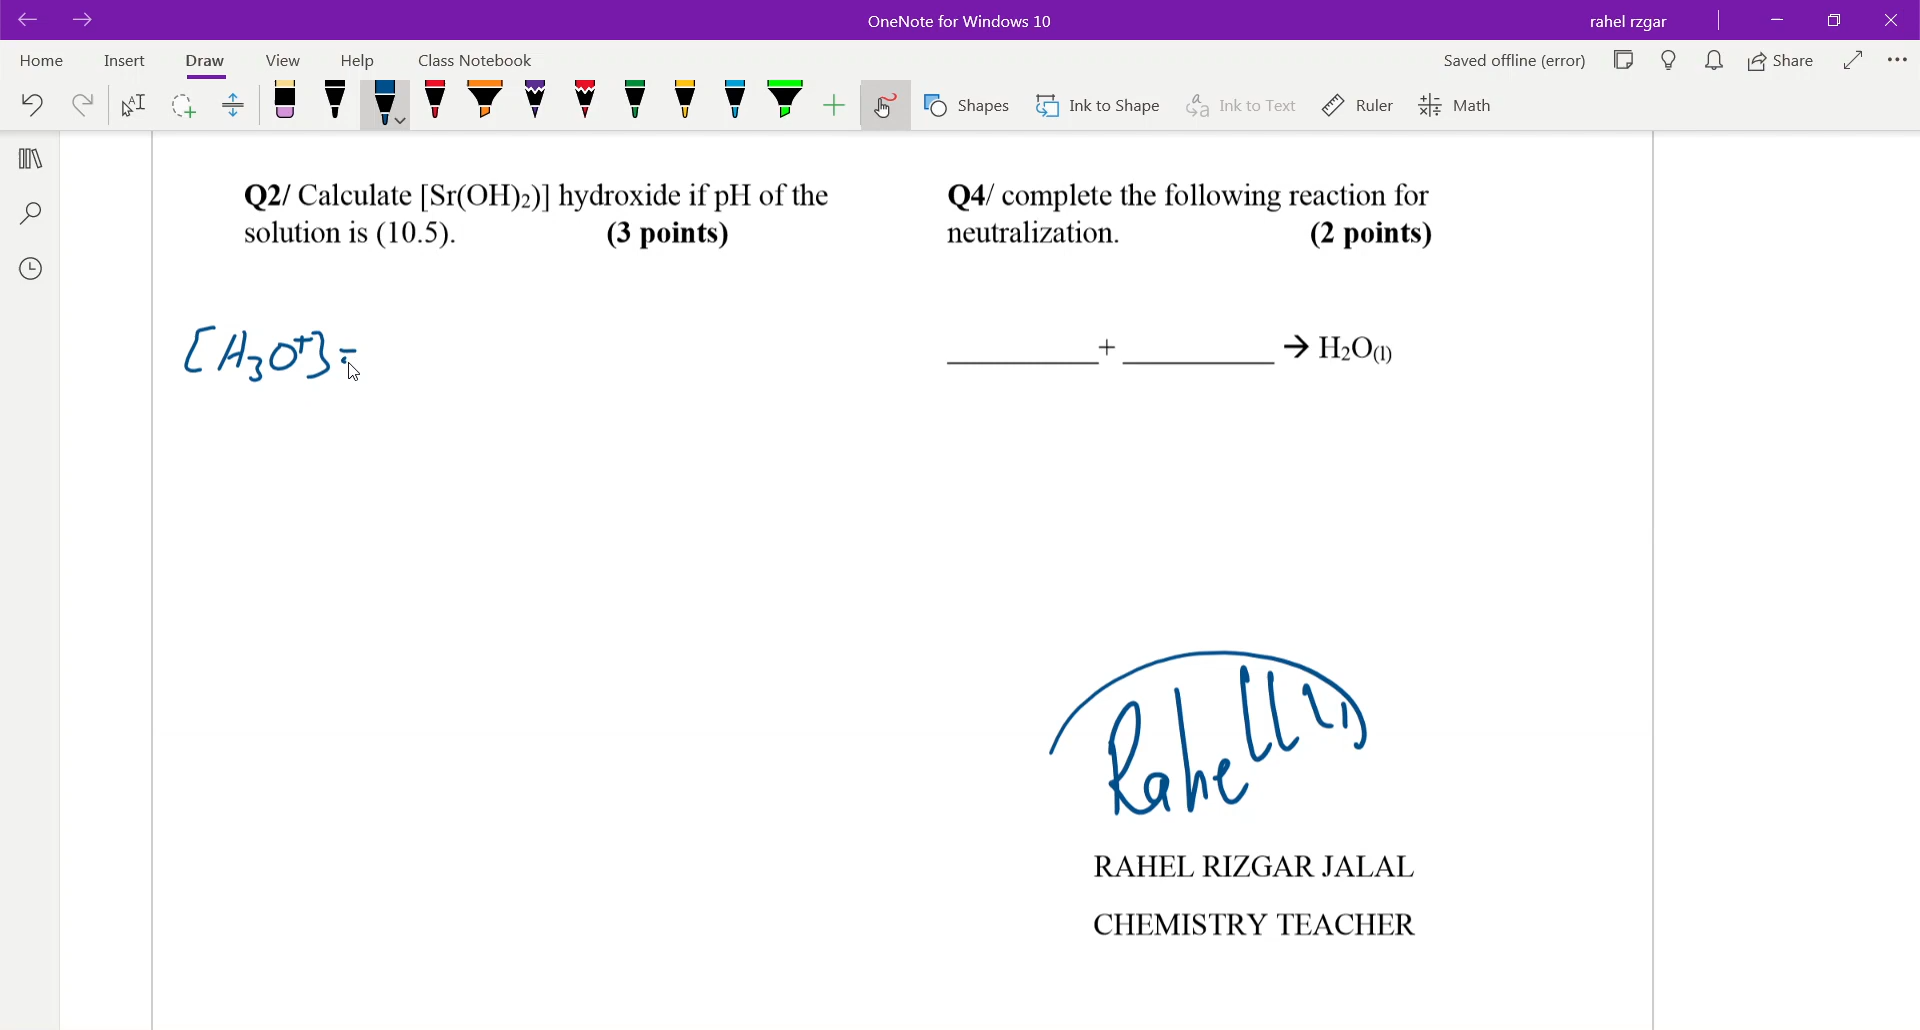 OneNote for Windows 10
rahel rzgar
Home Insert Draw View Help Class Notebook
Saved offline (error) Share
Shapes Ink to Shape Ink to Text Ruler Math
Q2/ Calculate [Sr(OH)₂)] hydroxide if pH of the
solution is (10.5). (3 points)
[H₃O⁺] =
Q4/ complete the following reaction for
neutralization. (2 points)
__________+ __________ → H₂O(l)
Rahel
RAHEL RIZGAR JALAL
CHEMISTRY TEACHER